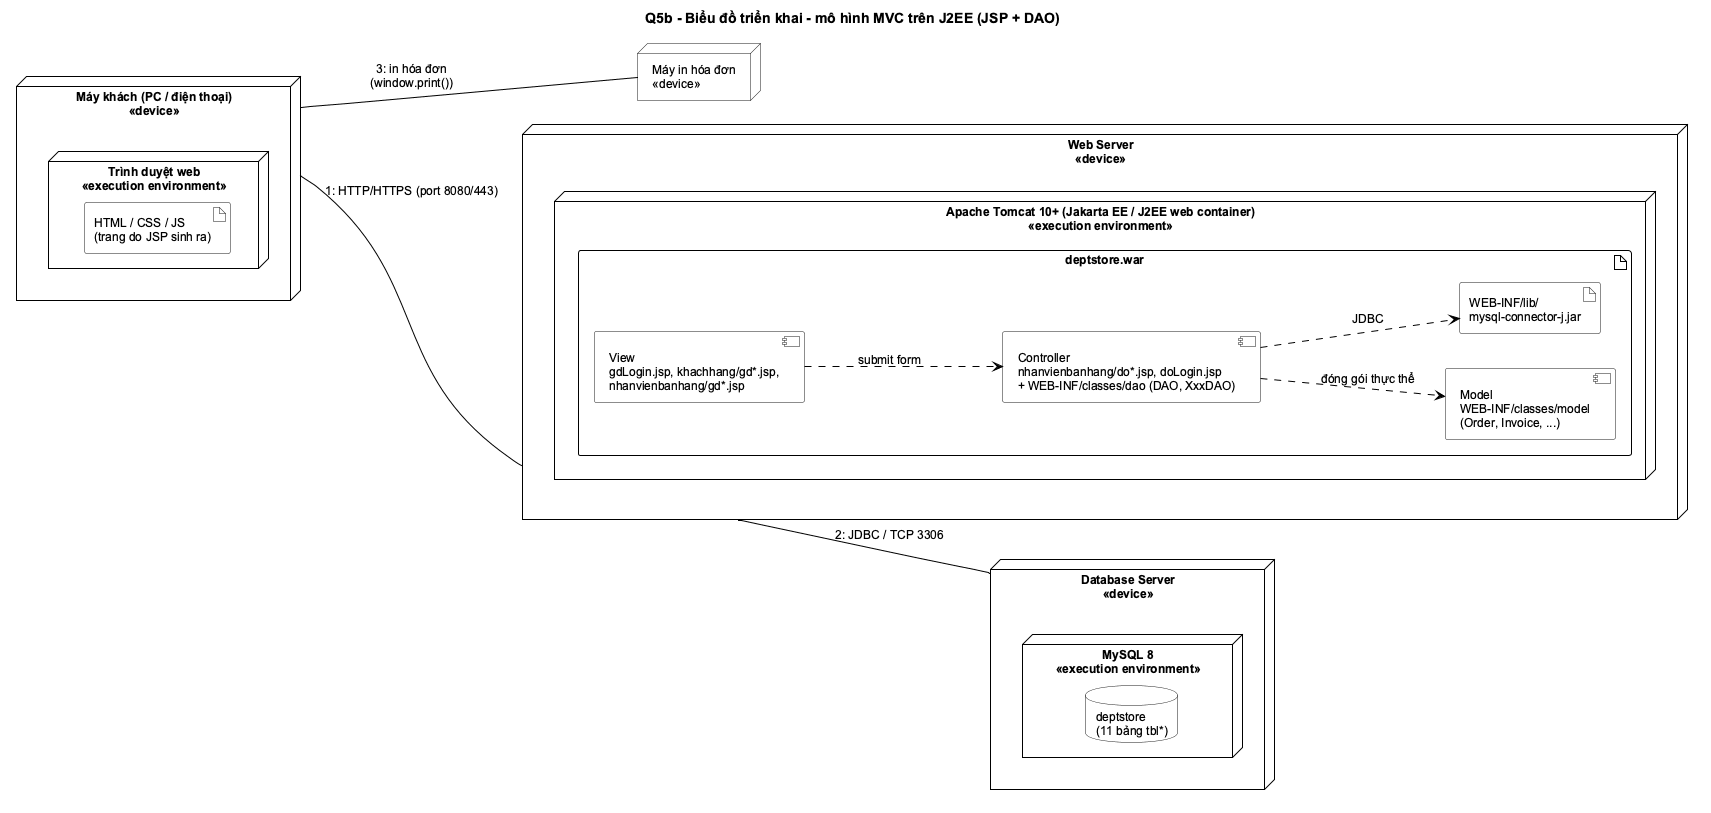 Q5b - Biểu đồ triển khai - mô hình MVC trên J2EE (JSP + DAO)
3: in hóa đơn
(window.print())
Máy in hóa đơn
«device»
Máy khách (PC / điện thoại)
«device»
Trình duyệt web
«execution environment»
HTML / CSS / JS
(trang do JSP sinh ra)
1: HTTP/HTTPS (port 8080/443)
Web Server
«device»
Apache Tomcat 10+ (Jakarta EE / J2EE web container)
«execution environment»
deptstore.war
View
gdLogin.jsp, khachhang/gd*.jsp,
nhanvienbanhang/gd*.jsp
submit form
Controller
nhanvienbanhang/do*.jsp, doLogin.jsp
+ WEB-INF/classes/dao (DAO, XxxDAO)
JDBC
WEB-INF/lib/
mysql-connector-j.jar
đóng gói thực thể
Model
WEB-INF/classes/model
(Order, Invoice, ...)
2: JDBC / TCP 3306
Database Server
«device»
MySQL 8
«execution environment»
deptstore
(11 bảng tbl*)